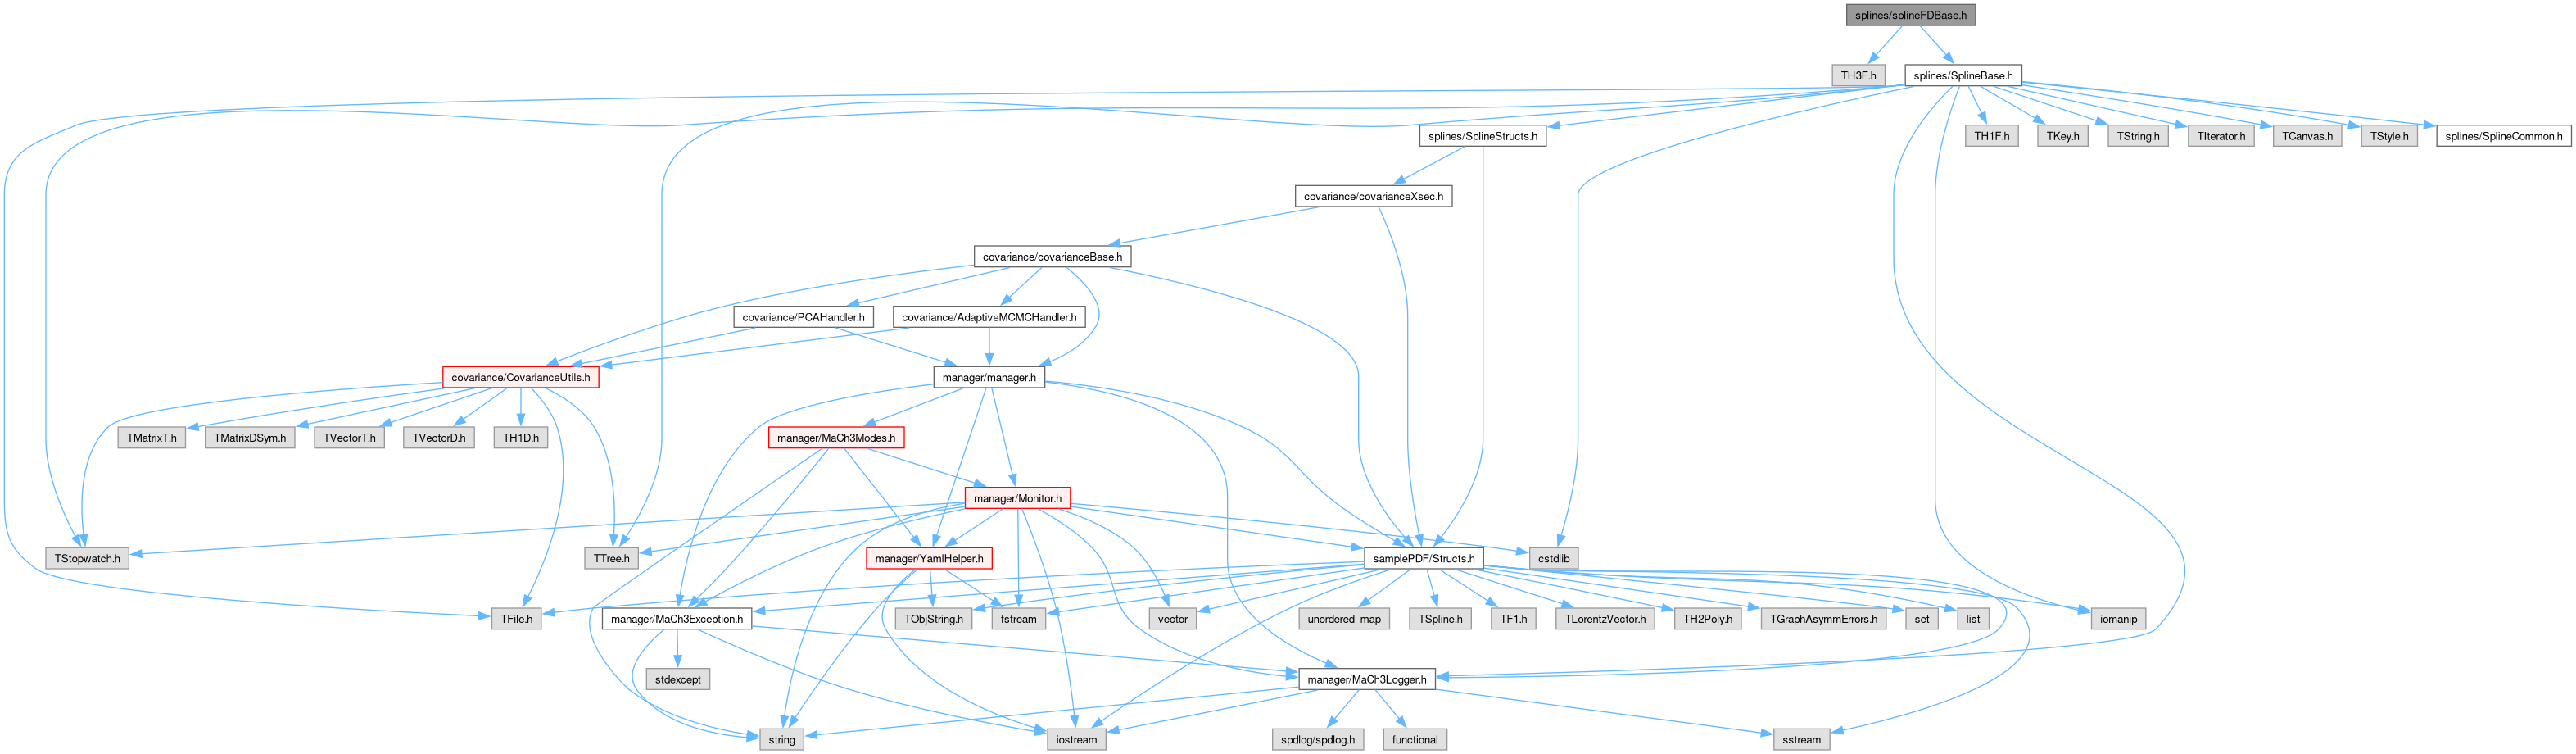 splines/splineFDBase.h
TH3F.h
splines/SplineBase.h
splines/SplineStructs.h
TH1F.h
TKey.h
TString.h
TIterator.h
TCanvas.h
TStyle.h
splines/SplineCommon.h
covariance/covarianceXsec.h
covariance/covarianceBase.h
covariance/PCAHandler.h
covariance/AdaptiveMCMCHandler.h
covariance/CovarianceUtils.h
manager/manager.h
TMatrixT.h
TMatrixDSym.h
TVectorT.h
TVectorD.h
TH1D.h
manager/MaCh3Modes.h
manager/Monitor.h
TStopwatch.h
TTree.h
manager/YamlHelper.h
samplePDF/Structs.h
cstdlib
TFile.h
manager/MaCh3Exception.h
TObjString.h
fstream
vector
unordered_map
TSpline.h
TF1.h
TLorentzVector.h
TH2Poly.h
TGraphAsymmErrors.h
set
list
iomanip
stdexcept
manager/MaCh3Logger.h
string
iostream
spdlog/spdlog.h
functional
sstream